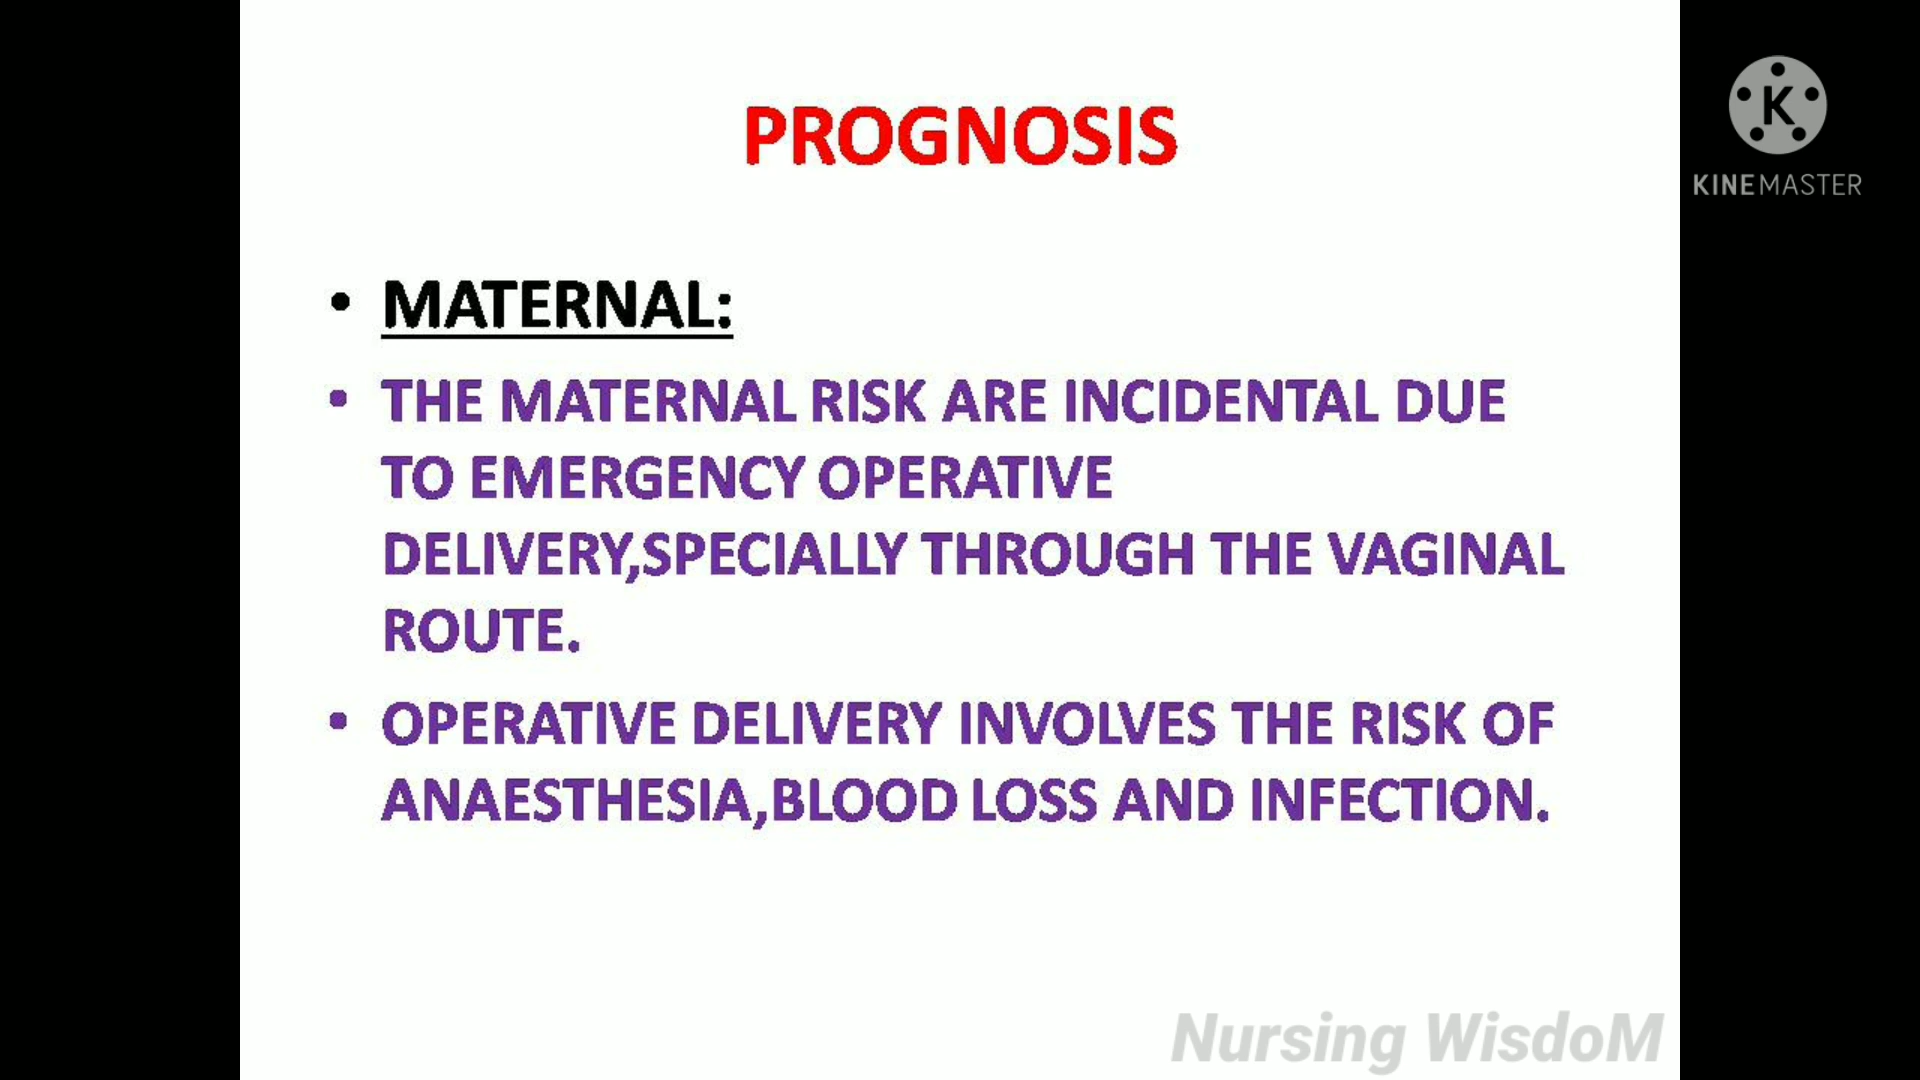 PROGNOSIS
K
KINEMASTER
• MATERNAL:
• THE MATERNAL RISK ARE INCIDENTAL DUE
TO EMERGENCY OPERATIVE
DELIVERY,SPECIALLY THROUGH THE VAGINAL
ROUTE.
• OPERATIVE DELIVERY INVOLVES THE RISK OF
ANAESTHESIA,BLOOD LOSS AND INFECTION.
Nursing WisdoM